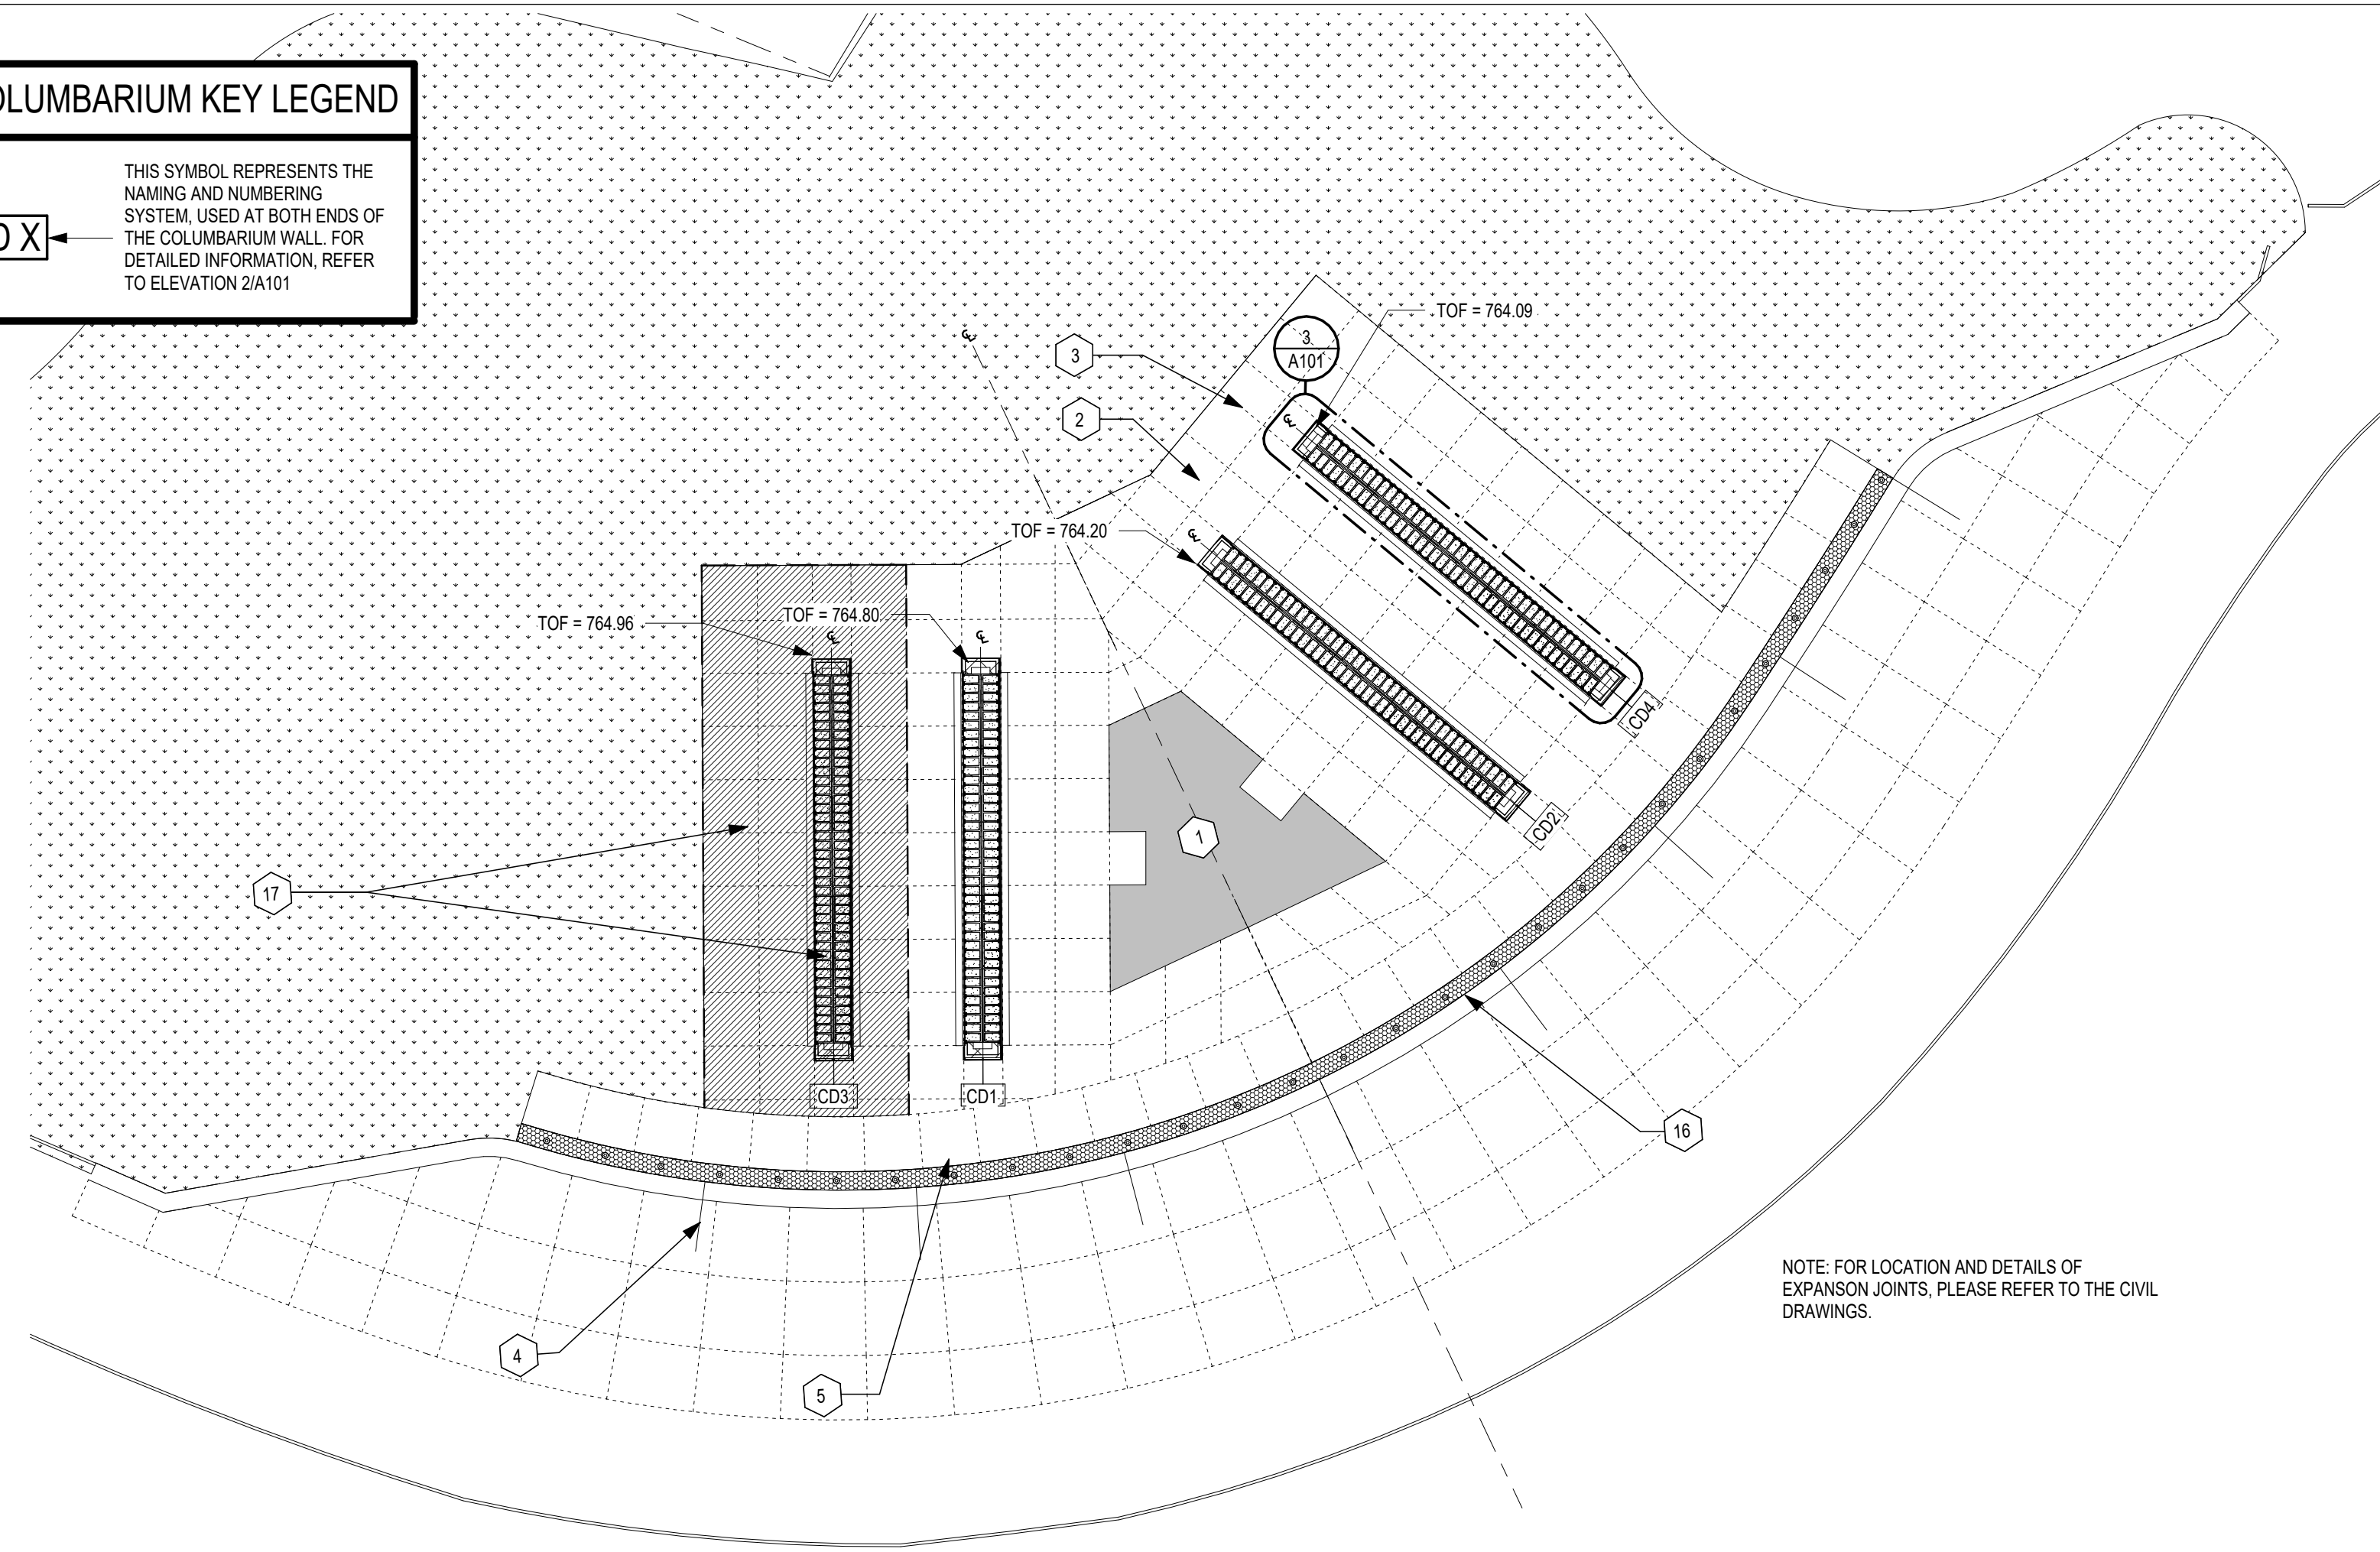 OLUMBARIUM KEY LEGEND
THIS SYMBOL REPRESENTS THE
NAMING AND NUMBERING
SYSTEM, USED AT BOTH ENDS OF
THE COLUMBARIUM WALL. FOR
DETAILED INFORMATION, REFER
TO ELEVATION 2/A101
D X
TOF = 764.09
3
A101
3
2
℄
℄
℄
TOF = 764.20
TOF = 764.96
TOF = 764.80
℄
℄
CD4
CD2
1
17
CD3
CD1
16
4
5
NOTE: FOR LOCATION AND DETAILS OF
EXPANSON JOINTS, PLEASE REFER TO THE CIVIL
DRAWINGS.